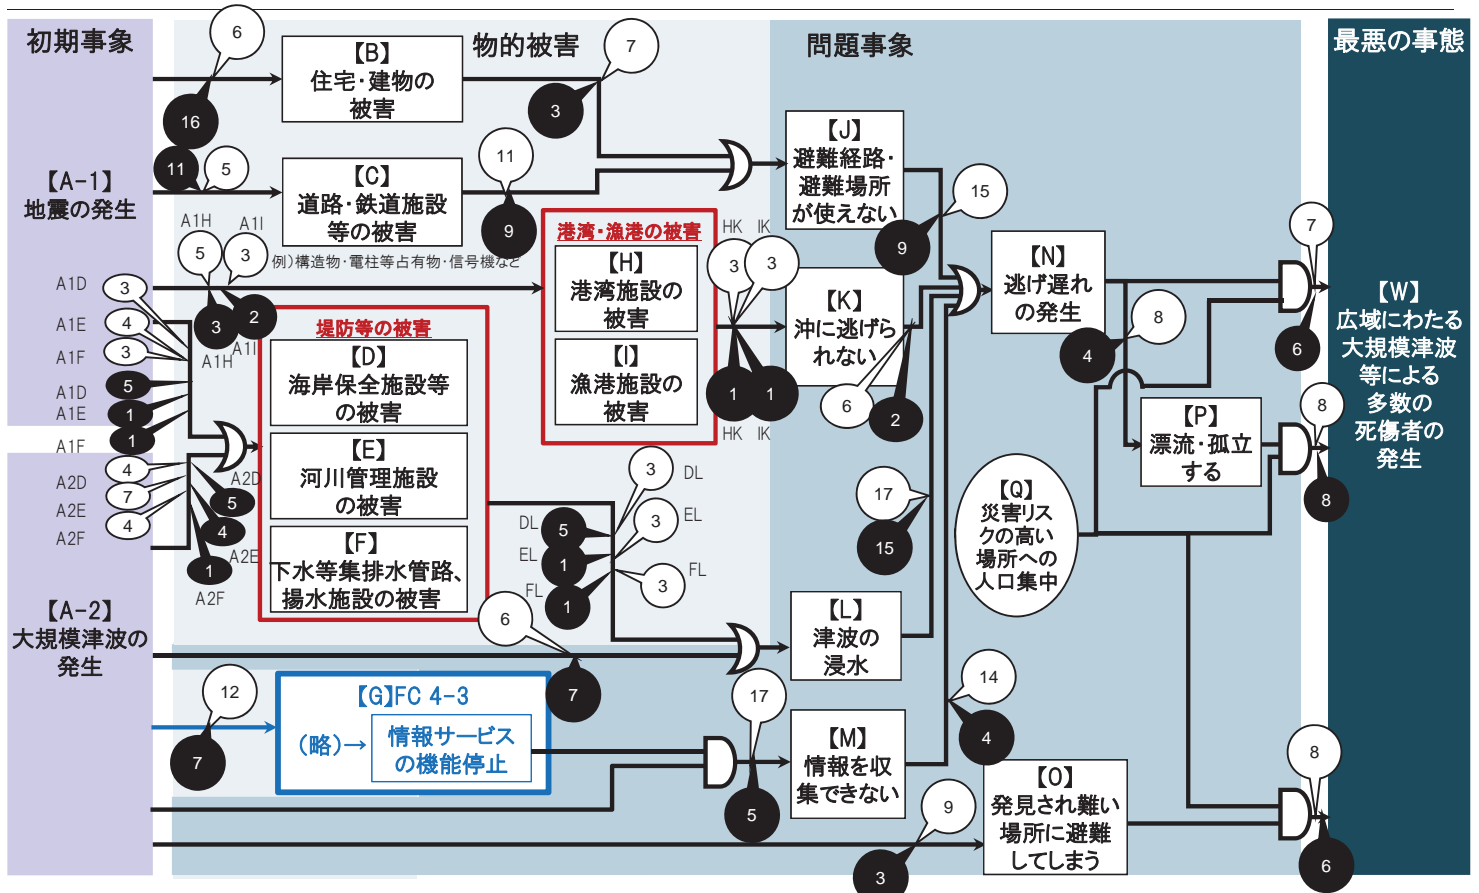 初期事象
物的被害
問題事象
最悪の事態
6
7
【B】
住宅・建物の
被害
16
3
【A-1】
地震の発生
11
5
【C】
道路・鉄道施設
等の被害
11
9
【J】
避難経路・
避難場所
が使えない
15
9
A1H
A1I
5
3
例）構造物・電柱等占有物・信号機など
3
2
A1H
A1I
港湾・漁港の被害
【H】
港湾施設の
被害
【I】
漁港施設の
被害
HK
IK
3
3
1
1
HK
IK
【K】
沖に逃げら
れない
6
2
【N】
逃げ遅れ
の発生
8
4
7
6
【W】
広域にわたる
大規模津波
等による
多数の
死傷者の
発生
A1D
3
A1E
4
A1F
3
A1D
5
A1E
1
A1F
1
4
A2D
7
A2E
4
A2F
A2D
5
4
A2E
1
A2F
堤防等の被害
【D】
海岸保全施設等
の被害
【E】
河川管理施設
の被害
【F】
下水等集排水管路、
揚水施設の被害
3
DL
DL
5
3
EL
EL
1
3
FL
FL
1
【P】
漂流・孤立
する
8
8
【Q】
災害リス
クの高い
場所への
人口集中
17
15
【A-2】
大規模津波の
発生
6
7
【L】
津波の
浸水
12
7
【G】FC 4-3
（略）→
情報サービス
の機能停止
17
5
【M】
情報を収
集できない
14
4
【O】
発見され難い
場所に避難
してしまう
9
3
8
6